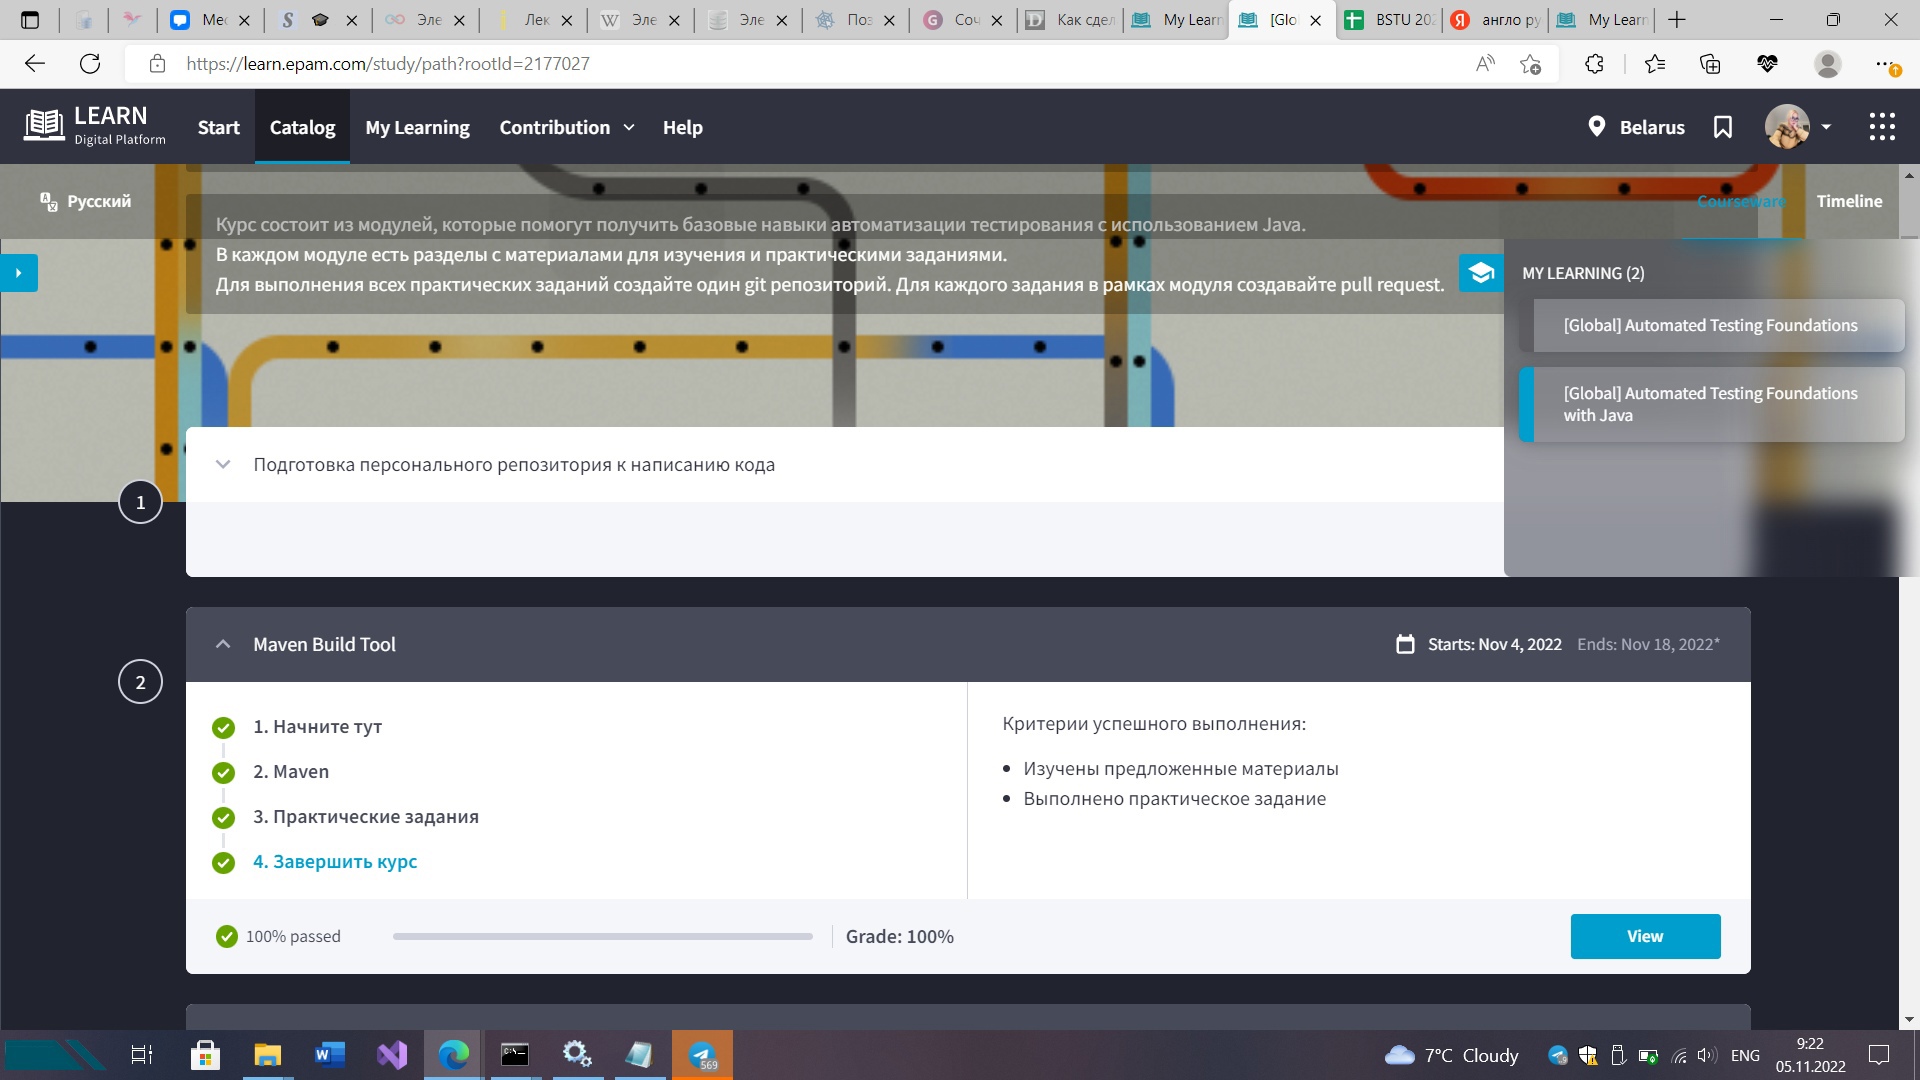 Мес
S
Эле
Лек
W Эле
Эле
Поз
G Соч
D Как сдел
My Learn
[Glo
BSTU 202
Я англо ру
My Learn
https://learn.epam.com/study/path?rootId=2177027
LEARN
Digital Platform
Start
Catalog
My Learning
Contribution
Help
Belarus
Русский
Courseware
Timeline
Курс состоит из модулей, которые помогут получить базовые навыки автоматизации тестирования с использованием Java.
В каждом модуле есть разделы с материалами для изучения и практическими заданиями.
Для выполнения всех практических заданий создайте один git репозиторий. Для каждого задания в рамках модуля создавайте pull request.
MY LEARNING (2)
[Global] Automated Testing Foundations
[Global] Automated Testing Foundations
with Java
1
Подготовка персонального репозитория к написанию кода
2
Maven Build Tool
Starts: Nov 4, 2022 Ends: Nov 18, 2022*
1. Начните тут
2. Maven
3. Практические задания
4. Завершить курс
Критерии успешного выполнения:
• Изучены предложенные материалы
• Выполнено практическое задание
100% passed
Grade: 100%
View
569
7°C Cloudy
ENG
9:22
05.11.2022